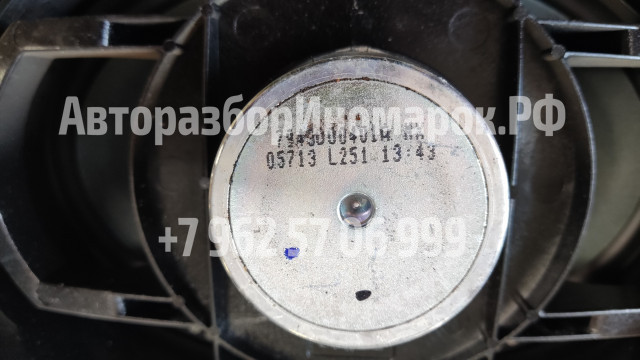 АвторазборИномарок.РФ
05713 L251 13:43
+7 962 57 06 999